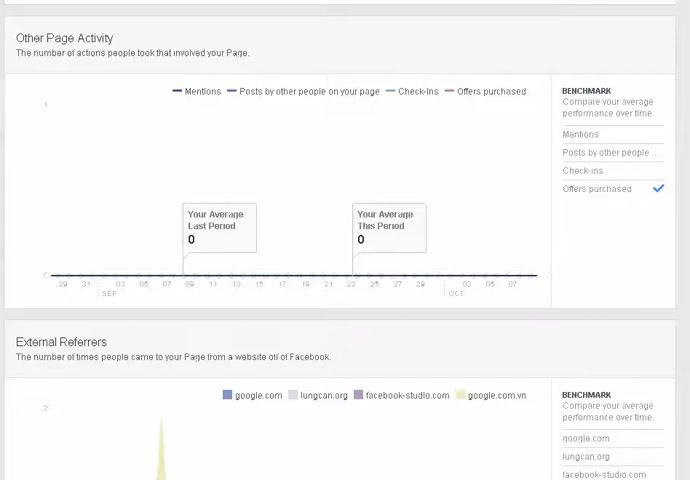 Other Page Activity
The number of actions people took that involved your Page.
Mentions Posts by other people on your page Check-Ins Offers purchased
BENCHMARK
Compare your average
performance over time.
Mentions
Posts by other people ...
Check-ins
Offers purchased
1
Your Average
Last Period
0
Your Average
This Period
0
0
29 31 03 05 07 09 11 13 15 17 19 21 23 25 27 29 03 05 07
SEP OCT
External Referrers
The number of times people came to your Page from a website off of Facebook.
google.com lungcan.org facebook-studio.com google.com.vn
BENCHMARK
Compare your average
performance over time.
google.com
lungcan.org
facebook-studio.com
2